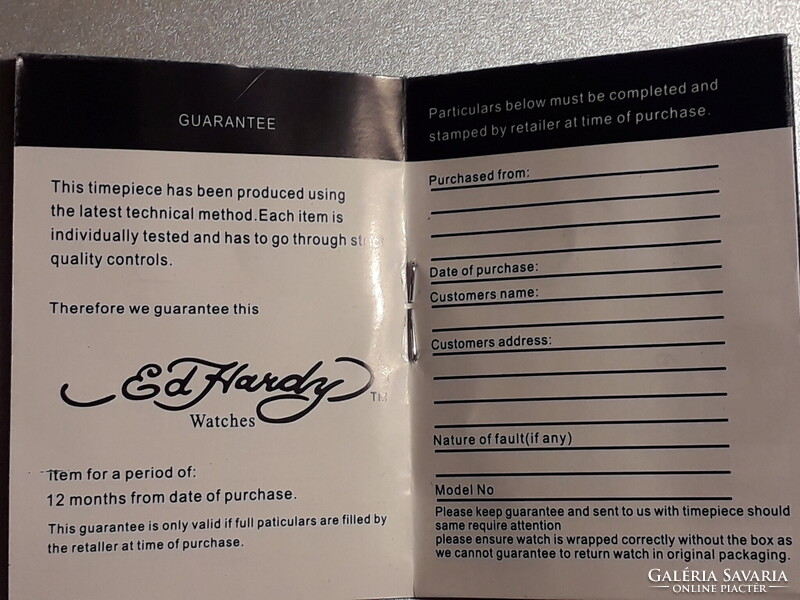 GUARANTEE
This timepiece has been produced using
the latest technical method.Each item is
individually tested and has to go through
quality controls.
Therefore we guarantee this
Ed Hardy
TM
Watches
item for a period of:
12 months from date of purchase.
This guarantee is only valid if full paticulars are filled by
the retaller at time of purchase.
Particulars below must be completed and
stamped by retailer at time of purchase.
Purchased from:
Date of purchase:
Customers name:
Customers address:
Nature of fault(if any)
Model No
Please keep guarantee and sent to us with timepiece should
same require attention
please ensure watch is wrapped correctly without the box as
we cannot guarantee to return watch in original packaging.
GALÉRIA SAVARIA
ONLINE PIACTÉR